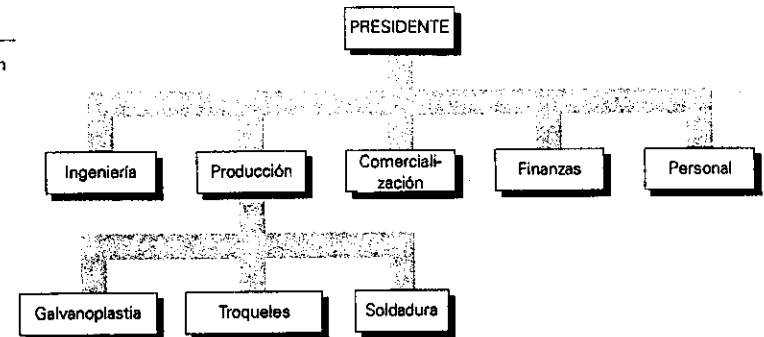 n
PRESIDENTE
Ingeniería
Producción
Comerciali-
zación
Finanzas
Personal
Galvanoplastia
Troqueles
Soldadura